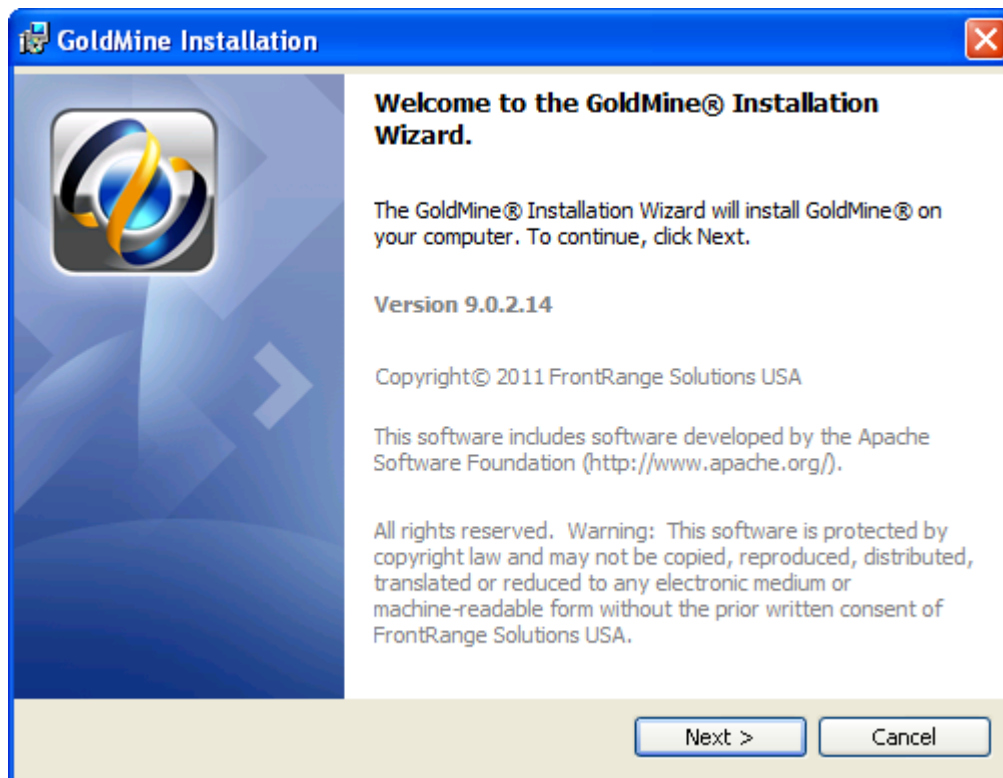 GoldMine Installation
Welcome to the GoldMine® Installation
Wizard.
The GoldMine® Installation Wizard will install GoldMine® on
your computer. To continue, click Next.
Version 9.0.2.14
Copyright© 2011 FrontRange Solutions USA
This software includes software developed by the Apache
Software Foundation (http://www.apache.org/).
All rights reserved.  Warning:  This software is protected by
copyright law and may not be copied, reproduced, distributed,
translated or reduced to any electronic medium or
machine-readable form without the prior written consent of
FrontRange Solutions USA.
Next >
Cancel